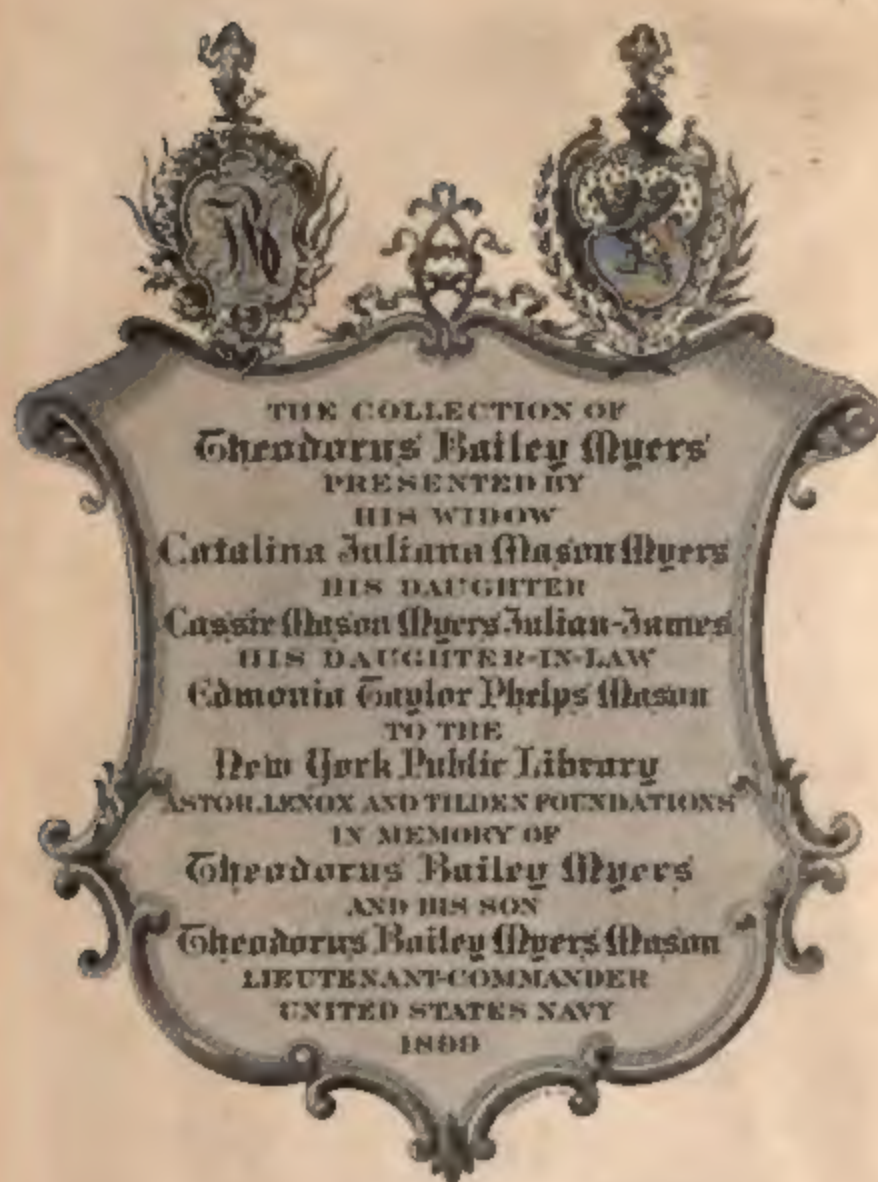 THE COLLECTION OF
Theodorus Bailey Myers
PRESENTED BY
HIS WIDOW
Catalina Juliana Mason Myers
HIS DAUGHTER
Cassie Mason Myers Julian-James
HIS DAUGHTER-IN-LAW
Edmonia Taylor Phelps Mason
TO THE
New York Public Library
ASTOR, LENOX AND TILDEN FOUNDATIONS
IN MEMORY OF
Theodorus Bailey Myers
AND HIS SON
Theodorus Bailey Myers Mason
LIEUTENANT-COMMANDER
UNITED STATES NAVY
1899